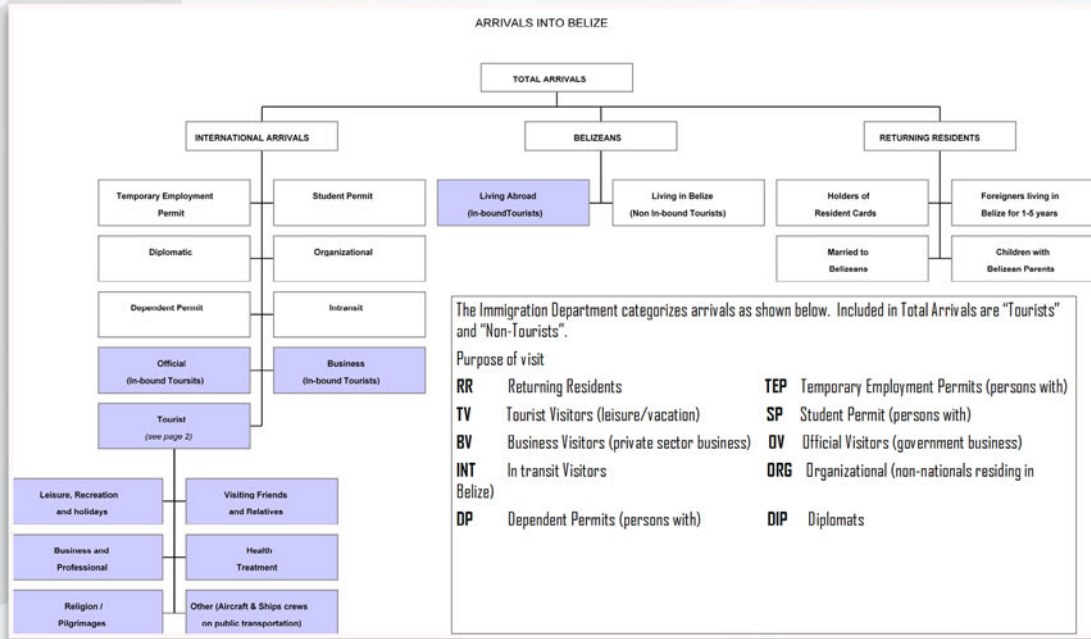 ARRIVALS INTO BELIZE
TOTAL ARRIVALS
INTERNATIONAL ARRIVALS
BELIZEANS
RETURNING RESIDENTS
Temporary Employment
Permit
Student Permit
Living Abroad
(In-boundTourists)
Living in Belize
(Non In-bound Tourists)
Holders of
Resident Cards
Foreigners living in
Belize for 1-5 years
Diplomatic
Organizational
Married to
Belizeans
Children with
Belizean Parents
Dependent Permit
Intransit
Official
(In-bound Toursits)
Business
(In-bound Tourists)
Tourist
(see page 2)
Leisure, Recreation
and holidays
Visiting Friends
and Relatives
Business and
Professional
Health
Treatment
Religion /
Pilgrimages
Other (Aircraft & Ships crews
on public transportation)
The Immigration Department categorizes arrivals as shown below. Included in Total Arrivals are "Tourists"
and "Non-Tourists".
Purpose of visit
RR Returning Residents TEP Temporary Employment Permits (persons with)
TV Tourist Visitors (leisure/vacation) SP Student Permit (persons with)
BV Business Visitors (private sector business) OV Official Visitors (government business)
INT In transit Visitors ORG Organizational (non-nationals residing in
Belize)
DP Dependent Permits (persons with) DIP Diplomats